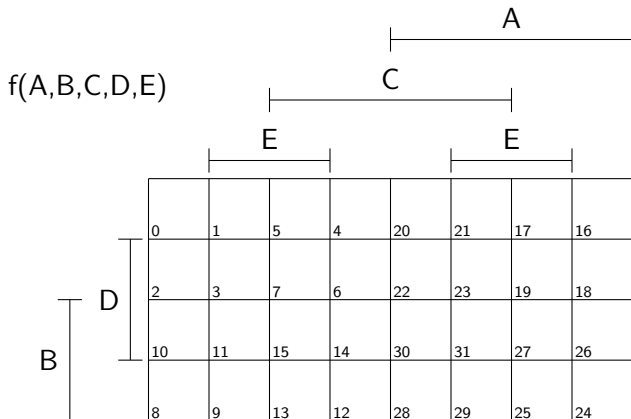 A
f(A,B,C,D,E)
C
E E
0 1 5 4 20 21 17 16
D
2 3 7 6 22 23 19 18
B
10 11 15 14 30 31 27 26
8 9 13 12 28 29 25 24